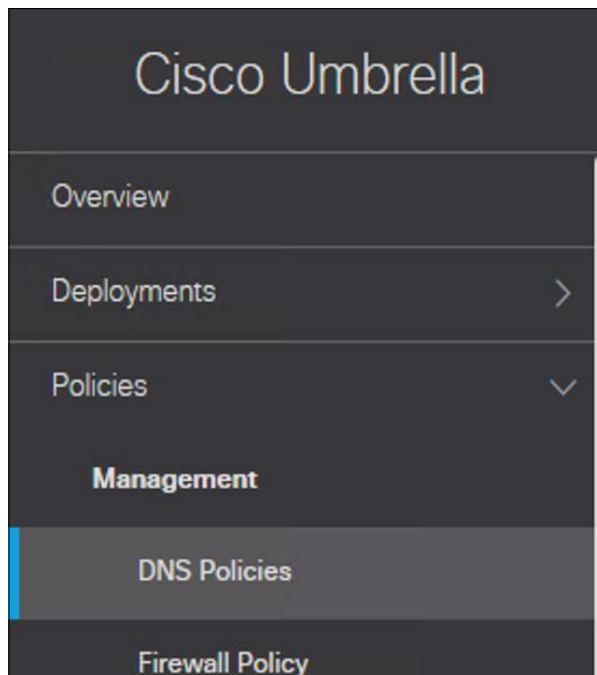 Cisco Umbrella
Overview
Deployments
Policies
Management
DNS Policies
Firewall Policy